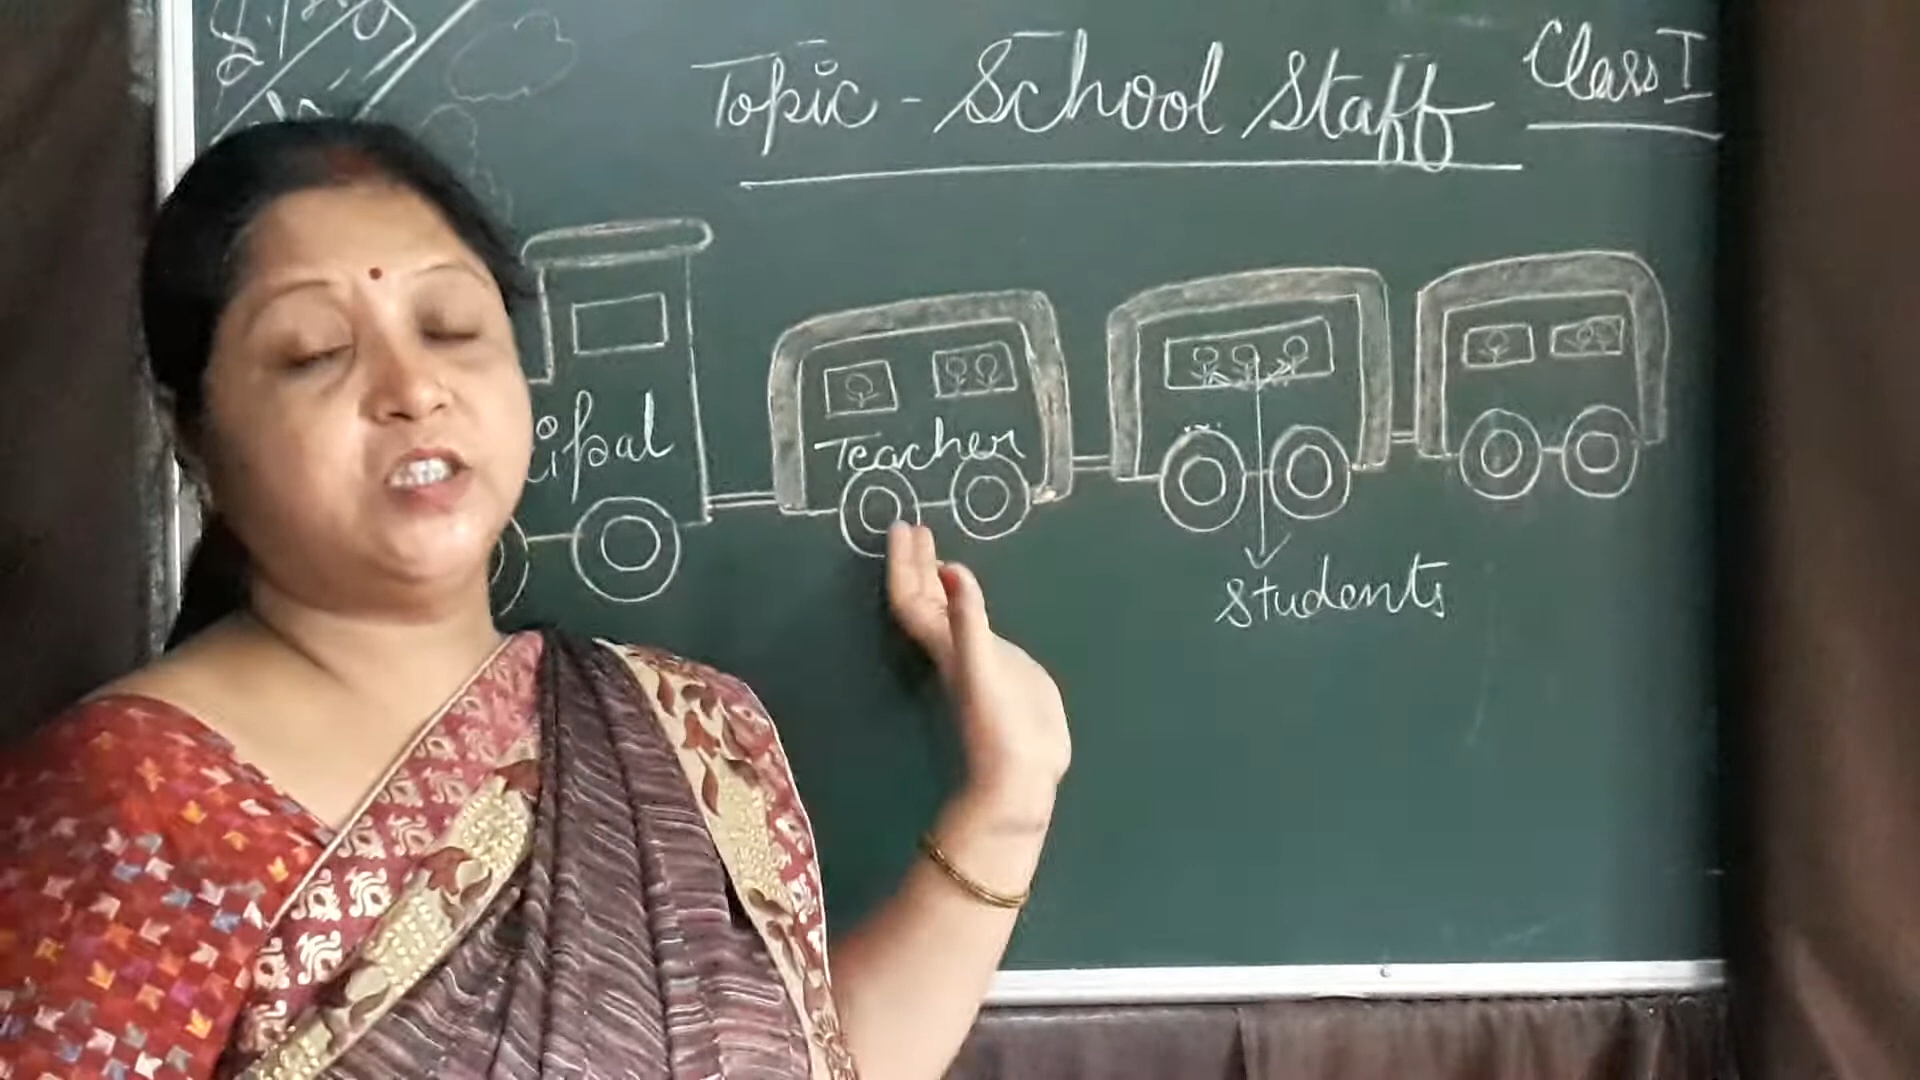 Topic - School Staff
Class I
cipal
Teacher
students